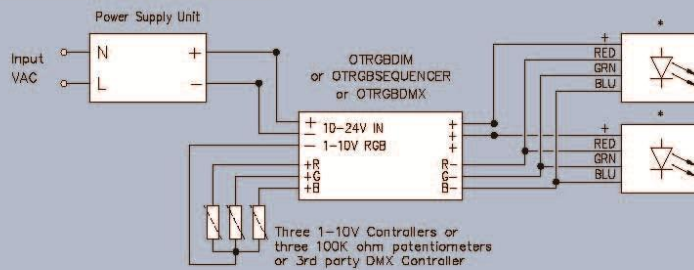 Power Supply Unit
Input
VAC
N
L
+
−
OTRGBDIM
or OTRGBSEQUENCER
or OTRGBDMX
+ 10−24V IN
− 1−10V RGB
+R
+G
+B
+
+
+
R−
G−
B−
*
+
RED
GRN
BLU
*
+
RED
GRN
BLU
Three 1−10V Controllers or
three 100K ohm potentiometers
or 3rd party DMX Controller